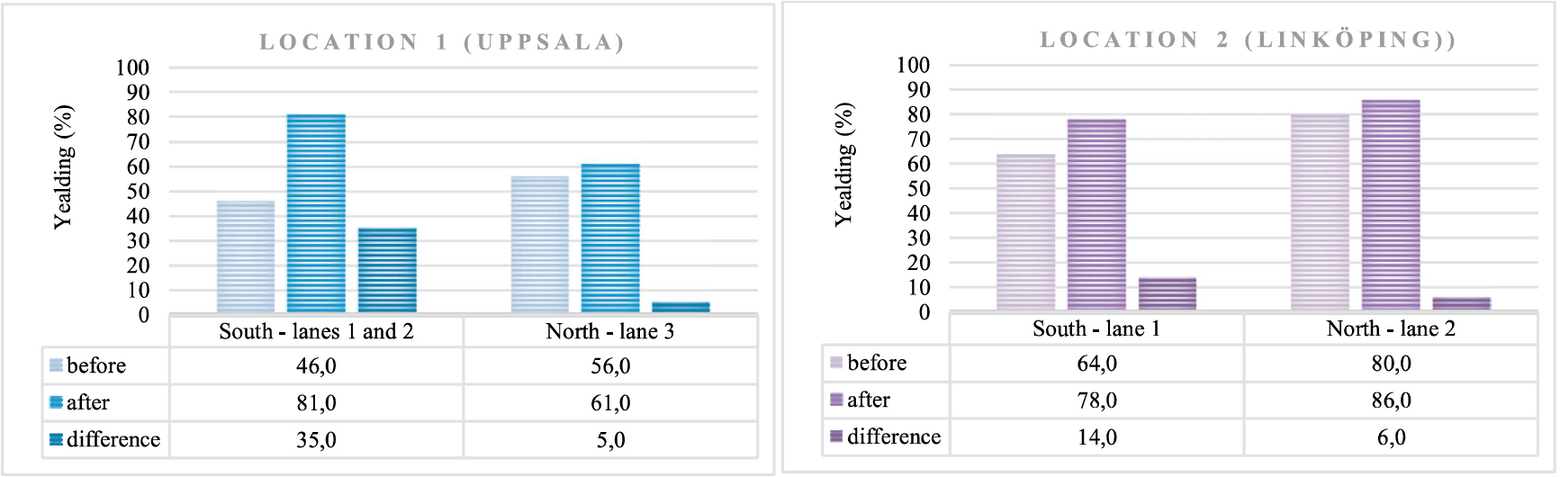 LOCATION 1 (UPPSALA)
Yealding (%)
100
90
80
70
60
50
40
30
20
10
0
South - lanes 1 and 2 North - lane 3
before 46,0 56,0
after 81,0 61,0
difference 35,0 5,0
LOCATION 2 (LINKÖPING))
Yealding (%)
100
90
80
70
60
50
40
30
20
10
0
South - lane 1 North - lane 2
before 64,0 80,0
after 78,0 86,0
difference 14,0 6,0